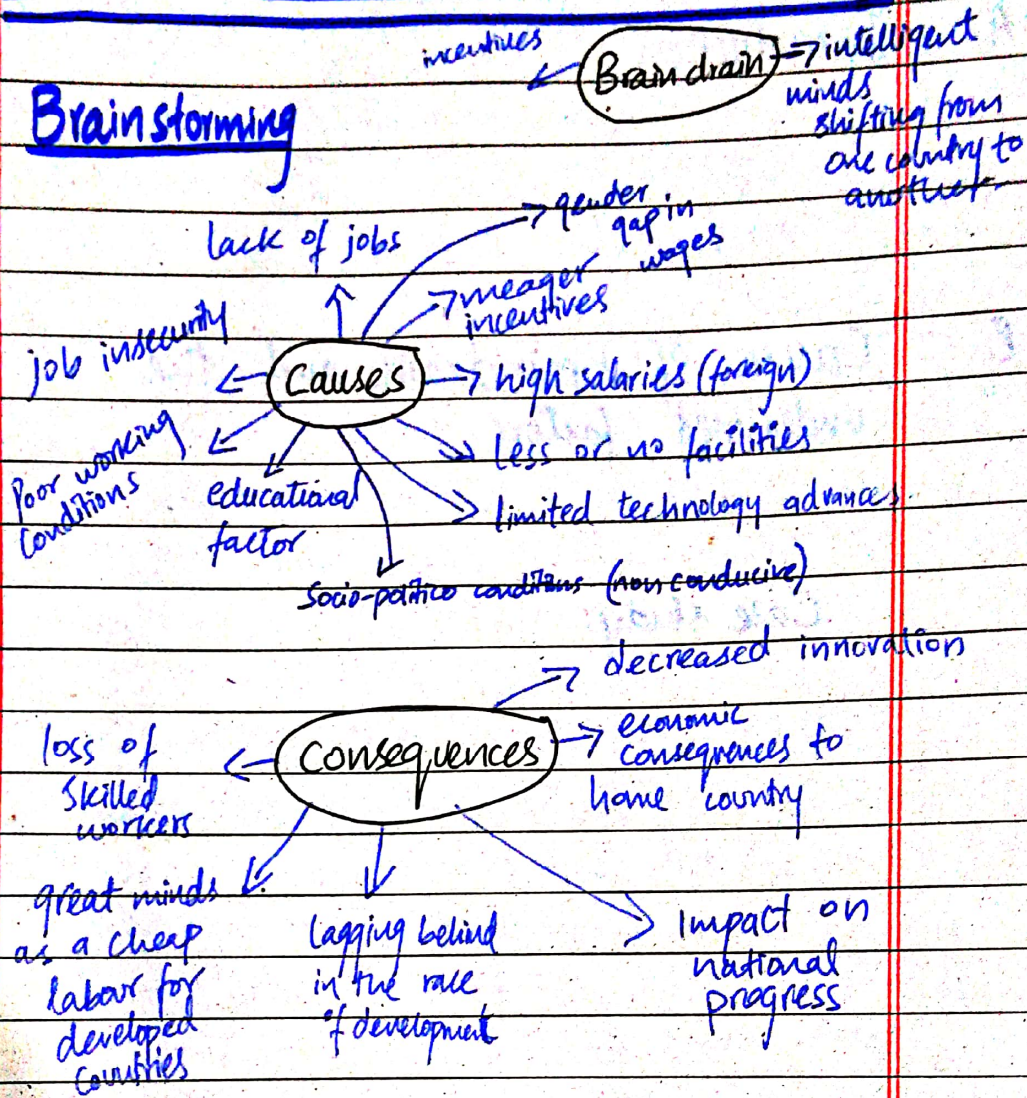 incentives
Brain drain
intelligent
minds
shifting from
one country to
another.
Brainstorming
lack of jobs
gender
gap in
wages
meager
incentives
job insecurity
causes
high salaries (foreign)
Poor working
conditions
educational
factor
less or no facilities
limited technology advances.
Socio-politico conditions (non conducive)
decreased innovation
consequences
economic
consequences to
home country
loss of
skilled
workers
great minds
as a cheap
labour for
developed
countries
lagging behind
in the race
of development
Impact on
national
progress